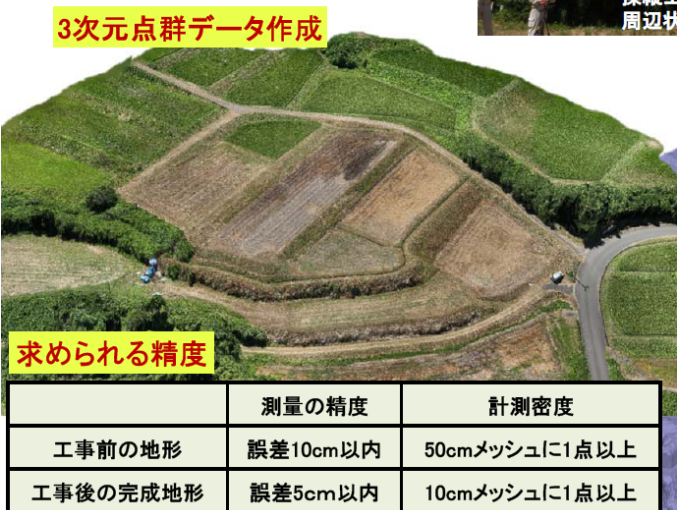 3次元点群データ作成
周辺状
求められる精度
測量の精度 計測密度
工事前の地形 誤差10cm以内 50cmメッシュに1点以上
工事後の完成地形 誤差5cm以内 10cmメッシュに1点以上